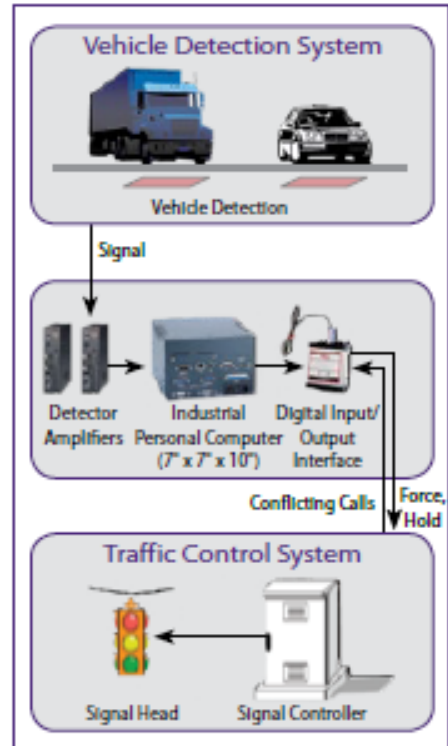 Vehicle Detection System
Vehicle Detection
Signal
Detector
Amplifiers
Industrial
Personal Computer
(7" x 7" x 10")
Digital Input/
Output
Interface
Conflicting Calls
Force,
Hold
Traffic Control System
Signal Head
Signal Controller